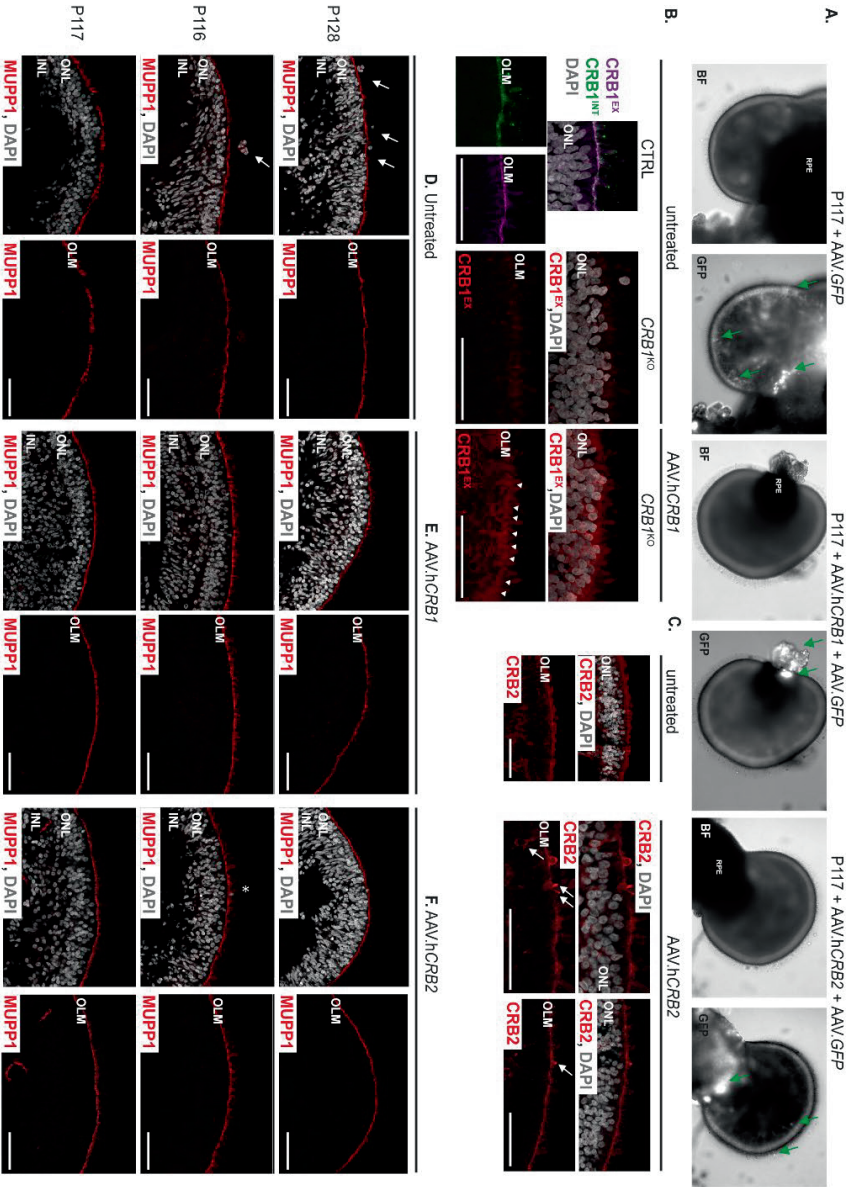 A.
P117 + AAV.GFP
P117 + AAV.hCRB1 + AAV.GFP
P117 + AAV.hCRB2 + AAV.GFP
BF
RPE
GFP
BF
RPE
GFP
BF
RPE
GFP
B.
untreated
AAV.hCRB1
CTRL
CRB1KO
CRB1KO
CRB1EX
CRB1INT
DAPI
ONL
OLM
OLM
ONL
CRB1EX,DAPI
OLM
CRB1EX
ONL
CRB1EX,DAPI
OLM
CRB1EX
C.
untreated
AAV.hCRB2
ONL
CRB2, DAPI
OLM
CRB2
CRB2, DAPI
ONL
CRB2
OLM
ONL
CRB2, DAPI
OLM
CRB2
D. Untreated
E. AAV.hCRB1
F. AAV.hCRB2
P128
ONL
INL
MUPP1, DAPI
OLM
MUPP1
ONL
INL
MUPP1, DAPI
OLM
MUPP1
ONL
INL
MUPP1, DAPI
OLM
MUPP1
P116
ONL
INL
MUPP1, DAPI
OLM
MUPP1
ONL
INL
MUPP1, DAPI
OLM
MUPP1
*
ONL
INL
MUPP1, DAPI
OLM
MUPP1
P117
ONL
INL
MUPP1, DAPI
OLM
MUPP1
ONL
INL
MUPP1, DAPI
OLM
MUPP1
ONL
INL
MUPP1, DAPI
OLM
MUPP1